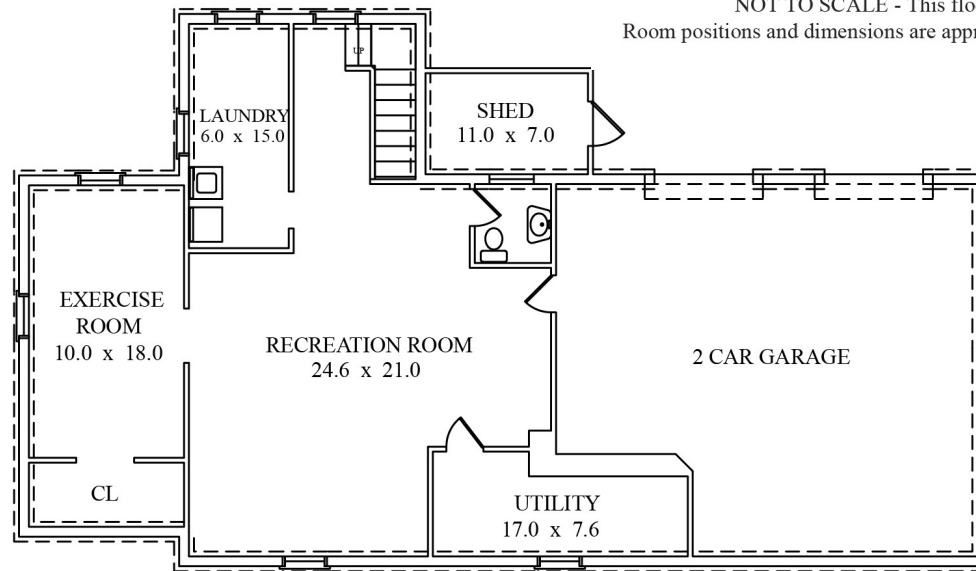 NOT TO SCALE - This flo
Room positions and dimensions are appr
UP
LAUNDRY
6.0 x 15.0
SHED
11.0 x 7.0
EXERCISE
ROOM
10.0 x 18.0
RECREATION ROOM
24.6 x 21.0
2 CAR GARAGE
CL
UTILITY
17.0 x 7.6